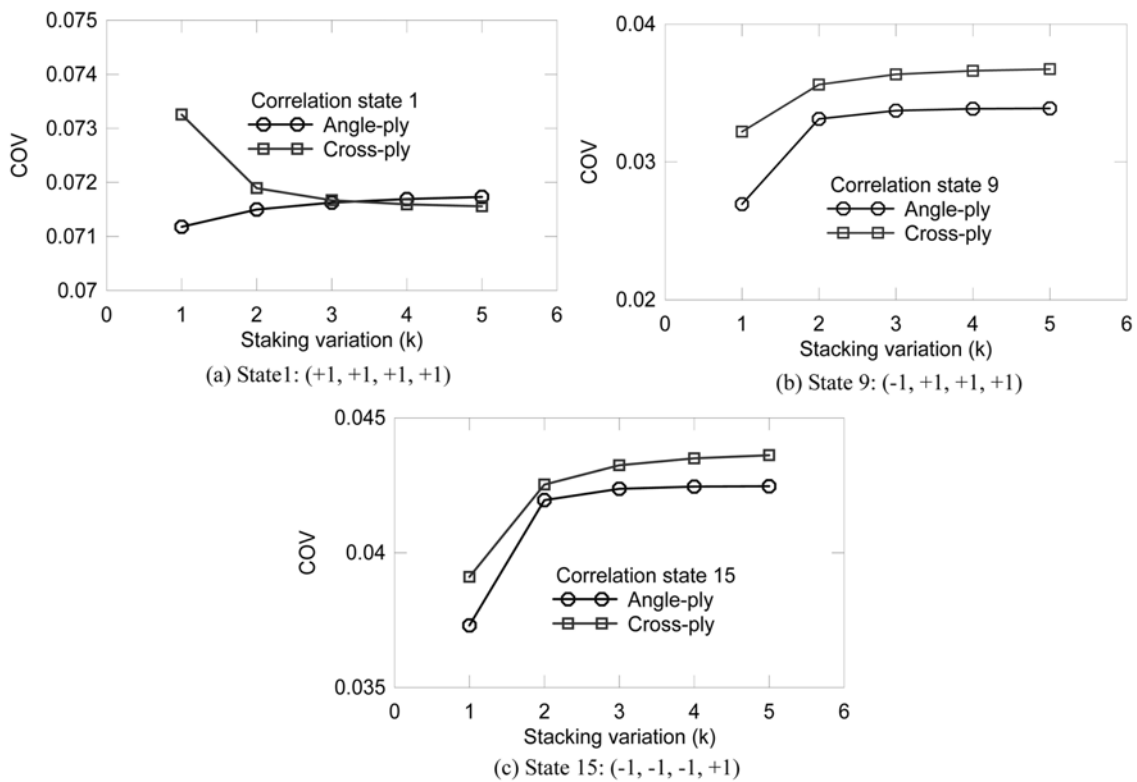 0.075
0.074
0.073
0.072
0.071
0.07
COV
Correlation state 1
Angle-ply
Cross-ply
0 1 2 3 4 5 6
Staking variation (k)
(a) State1: (+1, +1, +1, +1)
0.04
0.03
0.02
COV
Correlation state 9
Angle-ply
Cross-ply
0 1 2 3 4 5 6
Stacking variation (k)
(b) State 9: (-1, +1, +1, +1)
0.045
0.04
0.035
COV
Correlation state 15
Angle-ply
Cross-ply
0 1 2 3 4 5 6
Stacking variation (k)
(c) State 15: (-1, -1, -1, +1)